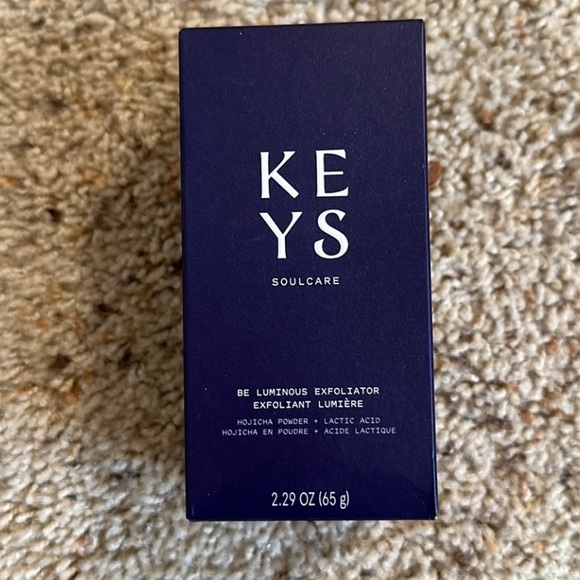 KE
YS
SOULCARE
BE LUMINOUS EXFOLIATOR
EXFOLIANT LUMIÈRE
HOJICHA POWDER + LACTIC ACID
HOJICHA EN POUDRE + ACIDE LACTIQUE
2.29 OZ (65 g)